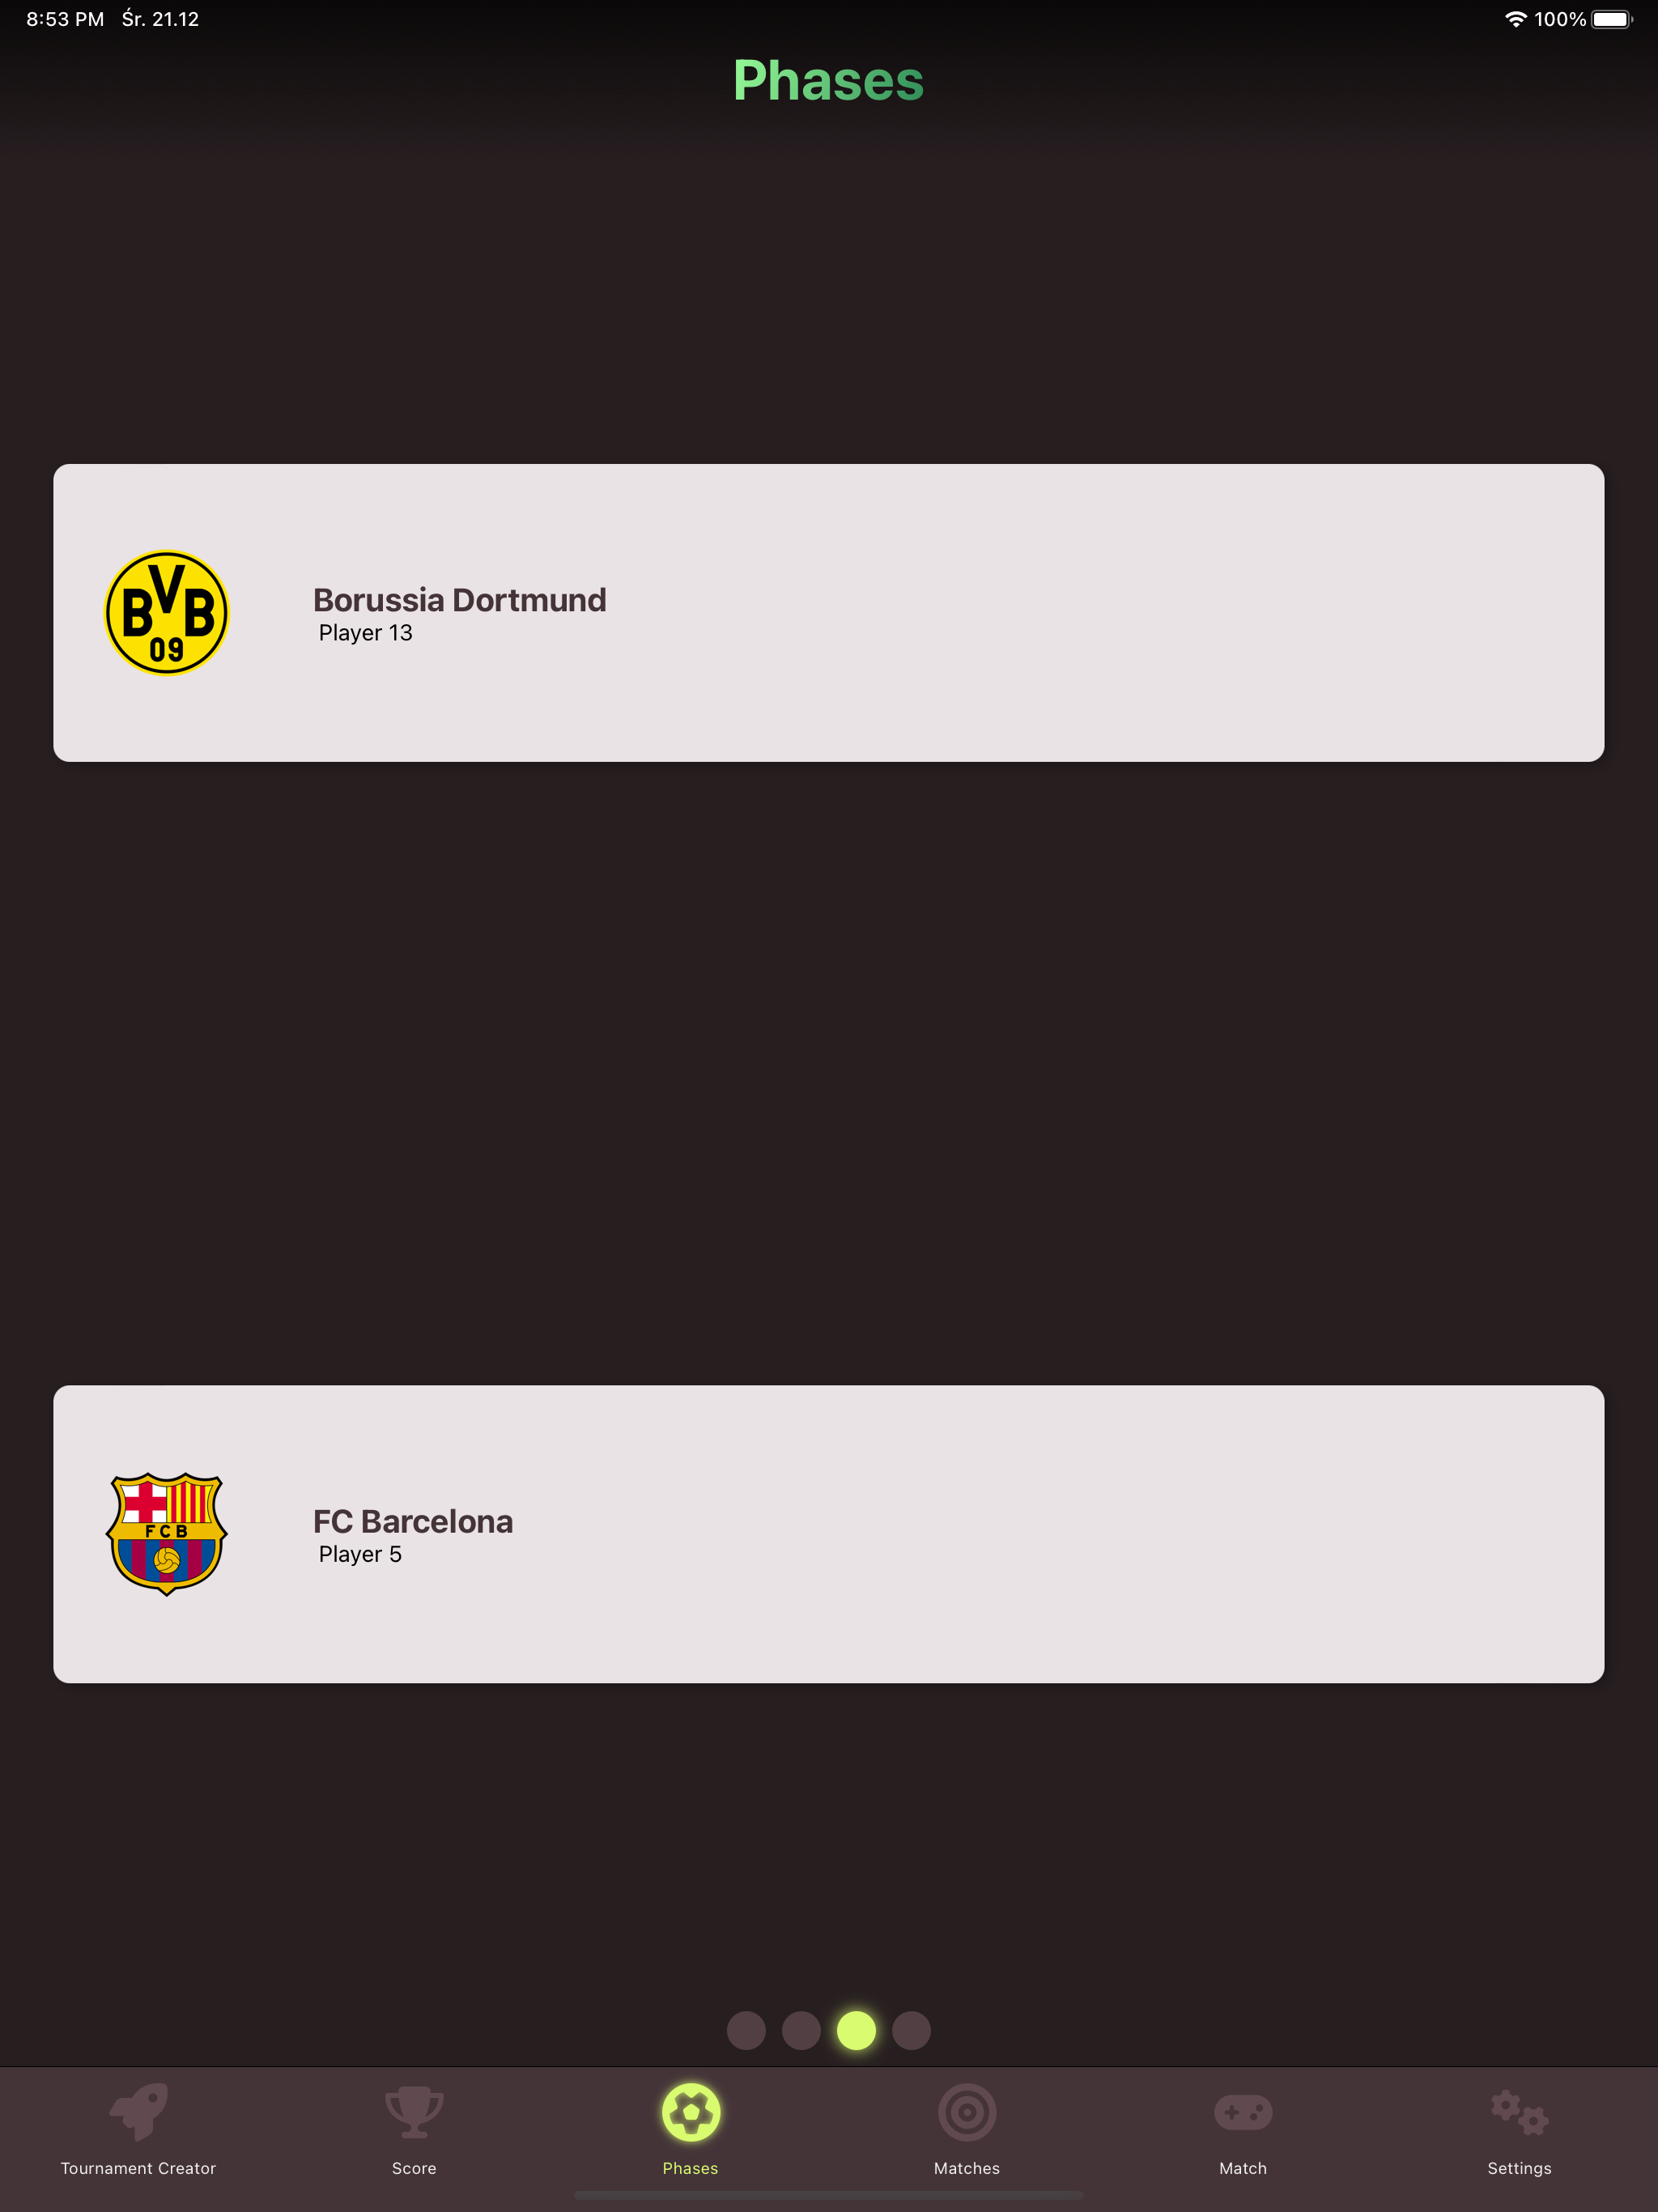 8:53 PM Śr. 21.12 100%
Phases
BVB
09
Borussia Dortmund
Player 13
FCB
FC Barcelona
Player 5
Tournament Creator Score Phases Matches Match Settings